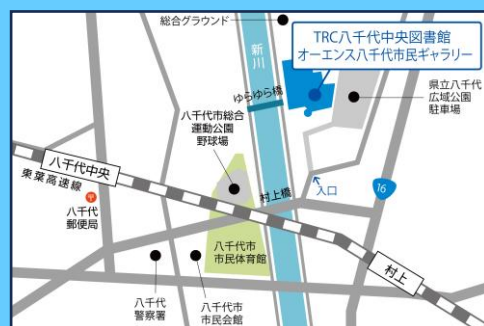 総合グラウンド
TRC八千代中央図書館
オーエンス八千代市民ギャラリー
新川
ゆらゆら橋
県立八千代
広域公園
駐車場
八千代市総合
運動公園
野球場
八千代中央
東葉高速線
〒
八千代
郵便局
村上橋
入口
16
八千代市
市民体育館
村上
八千代
警察署
八千代市
市民会館